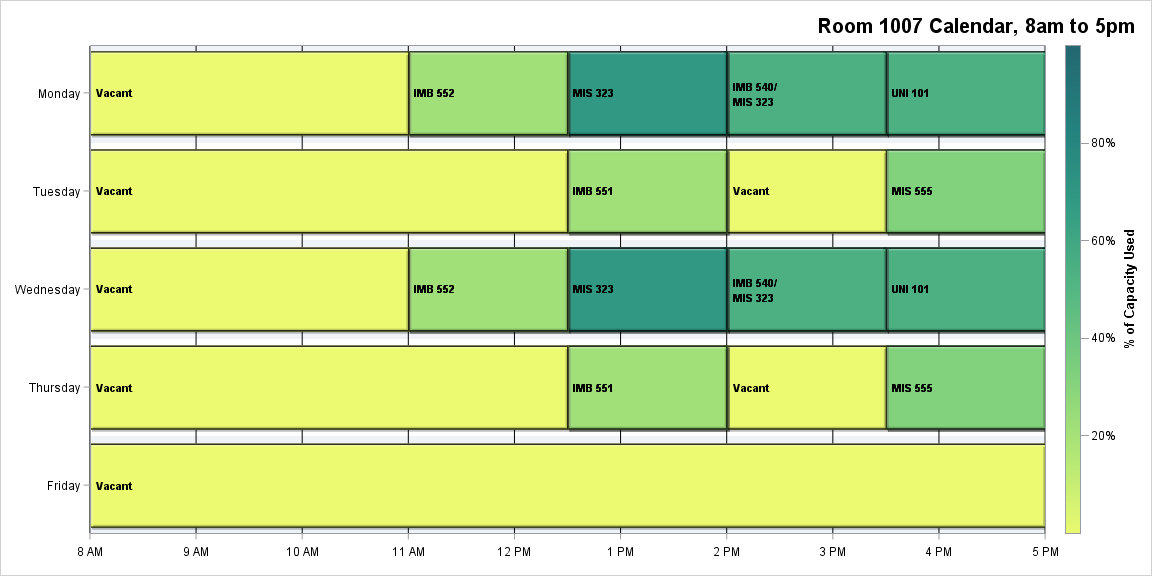 Room 1007 Calendar, 8am to 5pm
Monday
Vacant
IMB 552
MIS 323
IMB 540/
MIS 323
UNI 101
Tuesday
Vacant
IMB 551
Vacant
MIS 555
Wednesday
Vacant
IMB 552
MIS 323
IMB 540/
MIS 323
UNI 101
Thursday
Vacant
IMB 551
Vacant
MIS 555
Friday
Vacant
8 AM
9 AM
10 AM
11 AM
12 PM
1 PM
2 PM
3 PM
4 PM
5 PM
80%
60%
40%
20%
% of Capacity Used